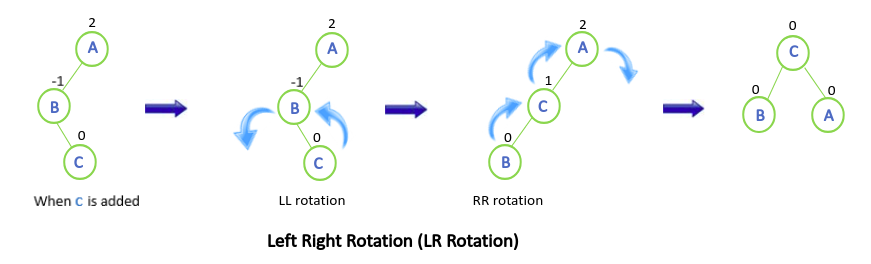 2
A
-1
B
0
C
When C is added
2
A
-1
B
0
C
LL rotation
2
A
1
C
0
B
RR rotation
0
C
0
B
0
A
Left Right Rotation (LR Rotation)